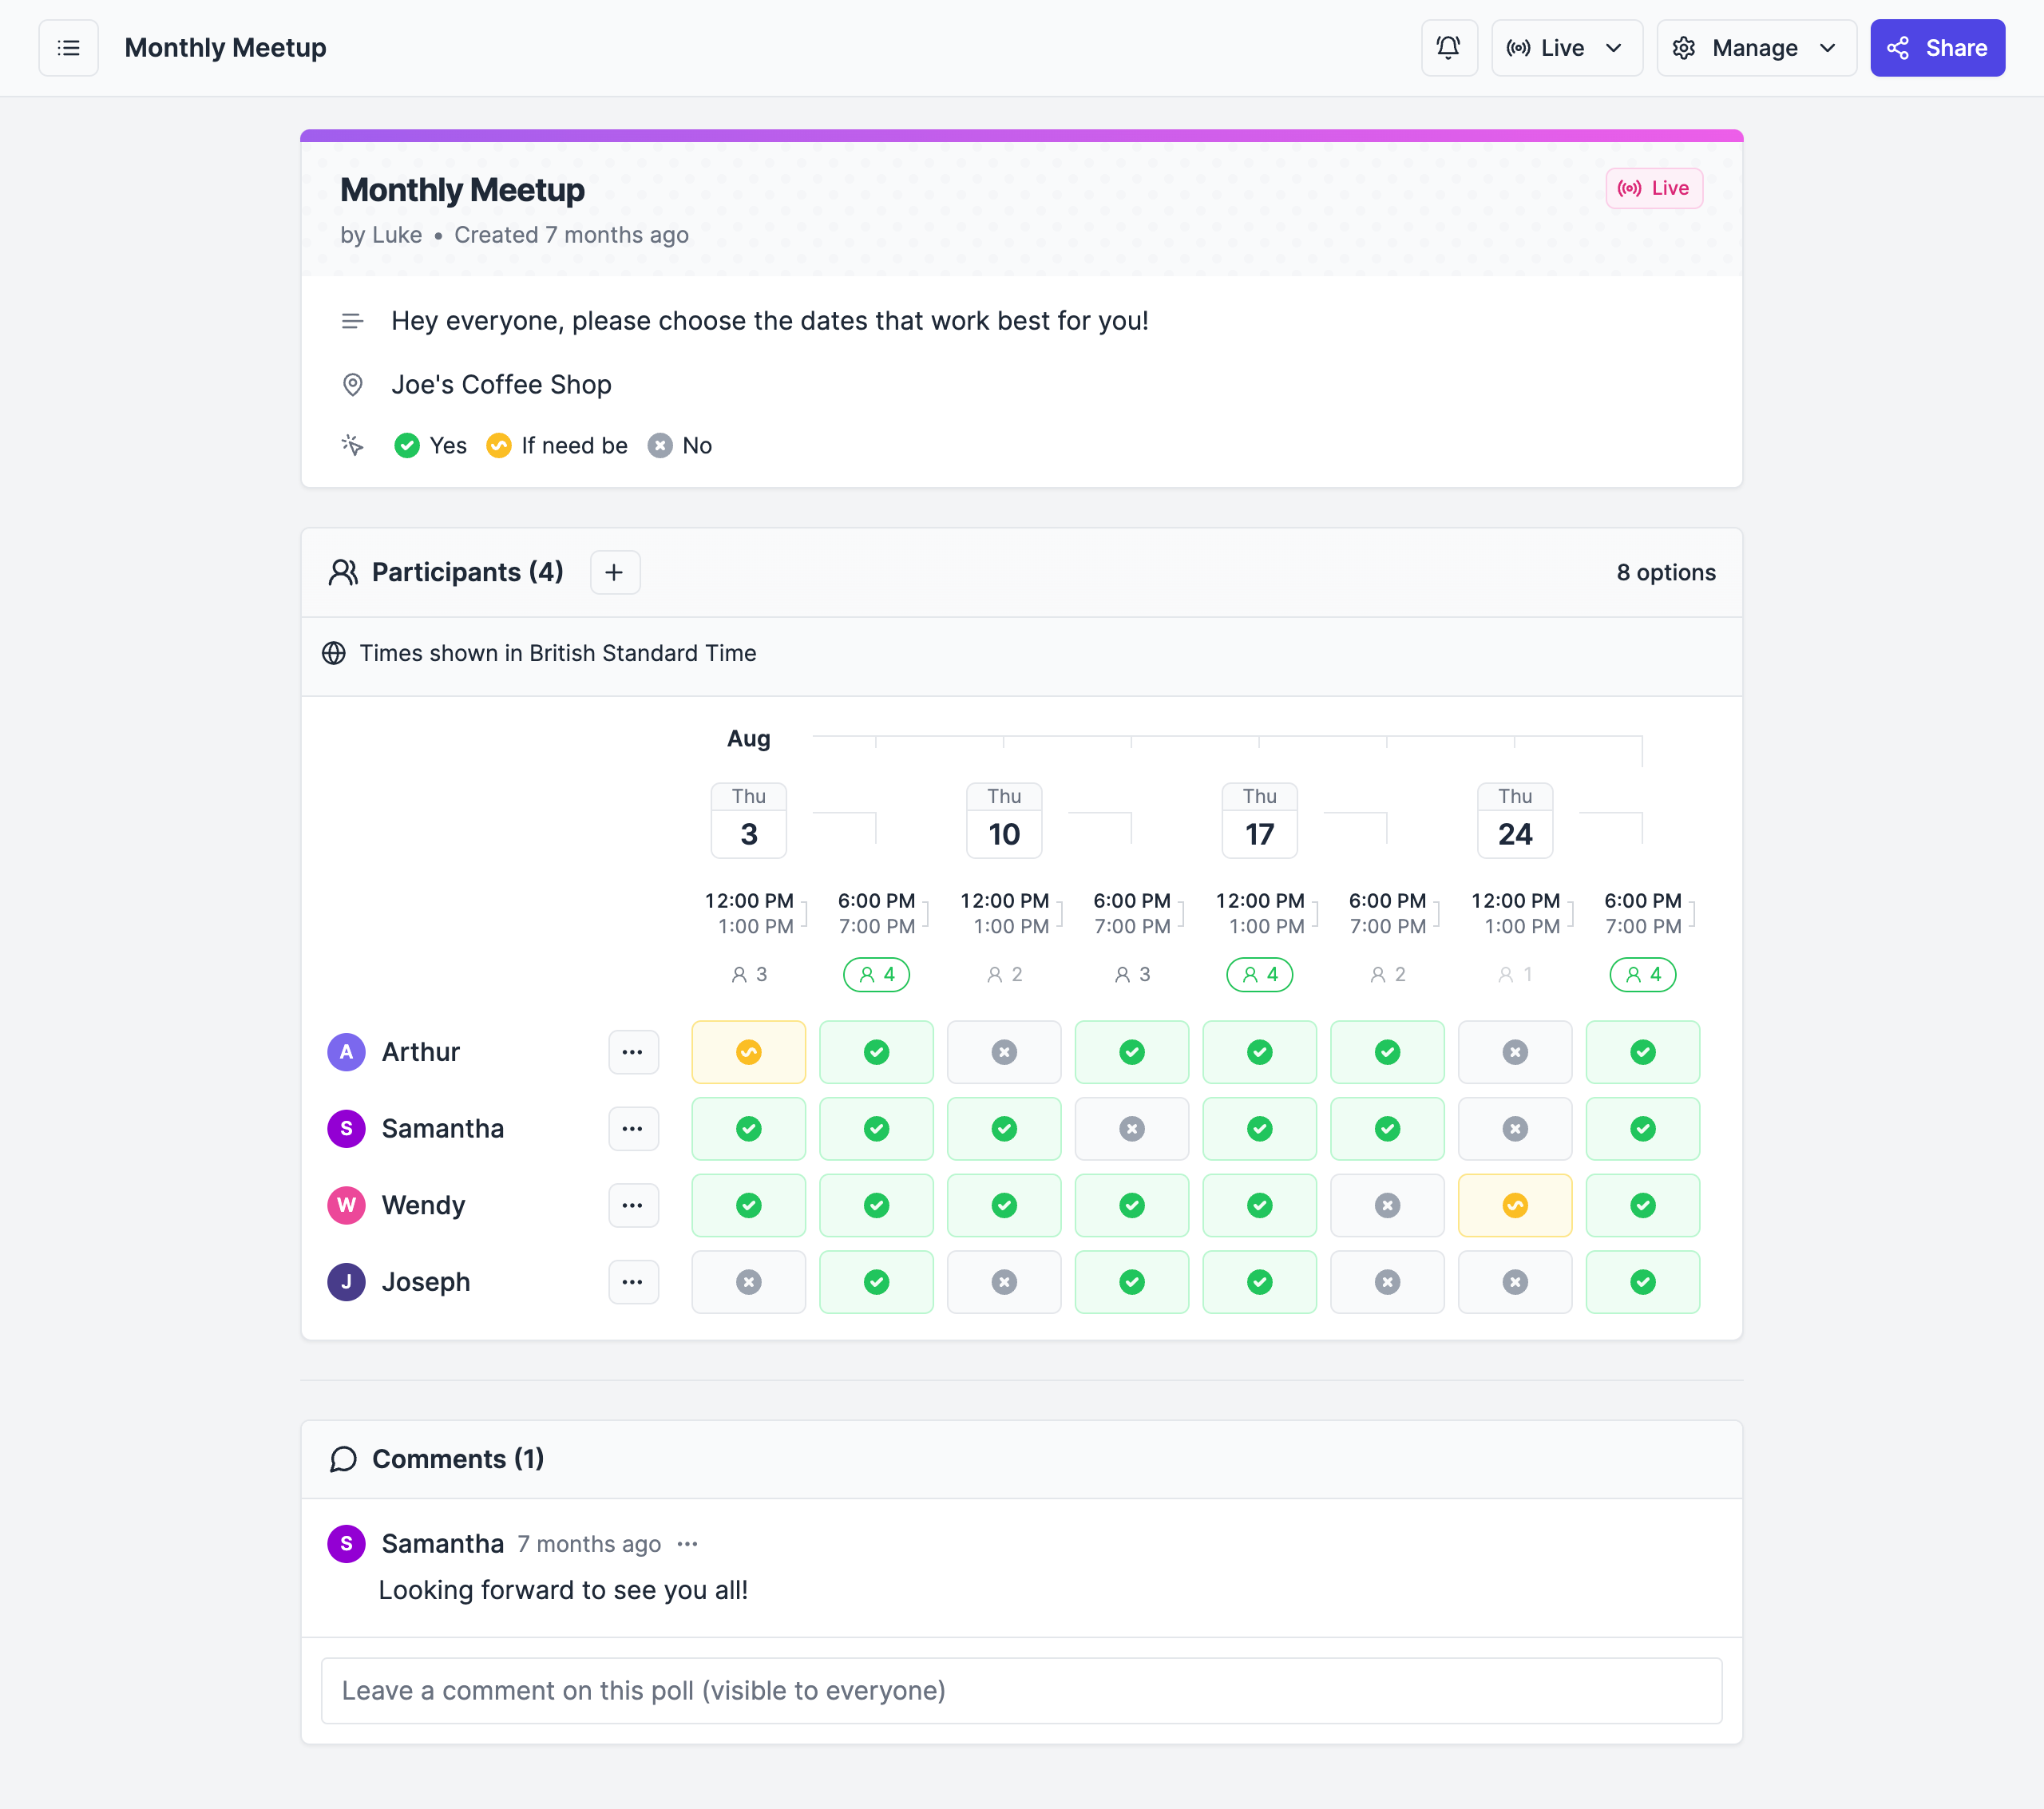 Monthly Meetup
Live
Manage
Share
Monthly Meetup
Live
by Luke • Created 7 months ago
Hey everyone, please choose the dates that work best for you!
Joe's Coffee Shop
Yes If need be No
Participants (4)
8 options
Times shown in British Standard Time
Aug
Thu Thu Thu Thu
3 10 17 24
12:00 PM 6:00 PM 12:00 PM 6:00 PM 12:00 PM 6:00 PM 12:00 PM 6:00 PM
1:00 PM 7:00 PM 1:00 PM 7:00 PM 1:00 PM 7:00 PM 1:00 PM 7:00 PM
3 4 2 3 4 2 1 4
A Arthur
S Samantha
W Wendy
J Joseph
Comments (1)
S Samantha 7 months ago
Looking forward to see you all!
Leave a comment on this poll (visible to everyone)